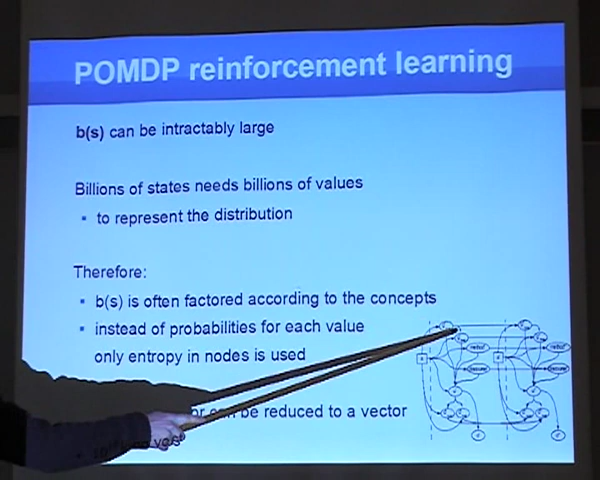 POMDP reinforcement learning
b(s) can be intractably large
Billions of states needs billions of values
to represent the distribution
Therefore:
b(s) is often factored according to the concepts
instead of probabilities for each value
only entropy in nodes is used
be reduced to a vector